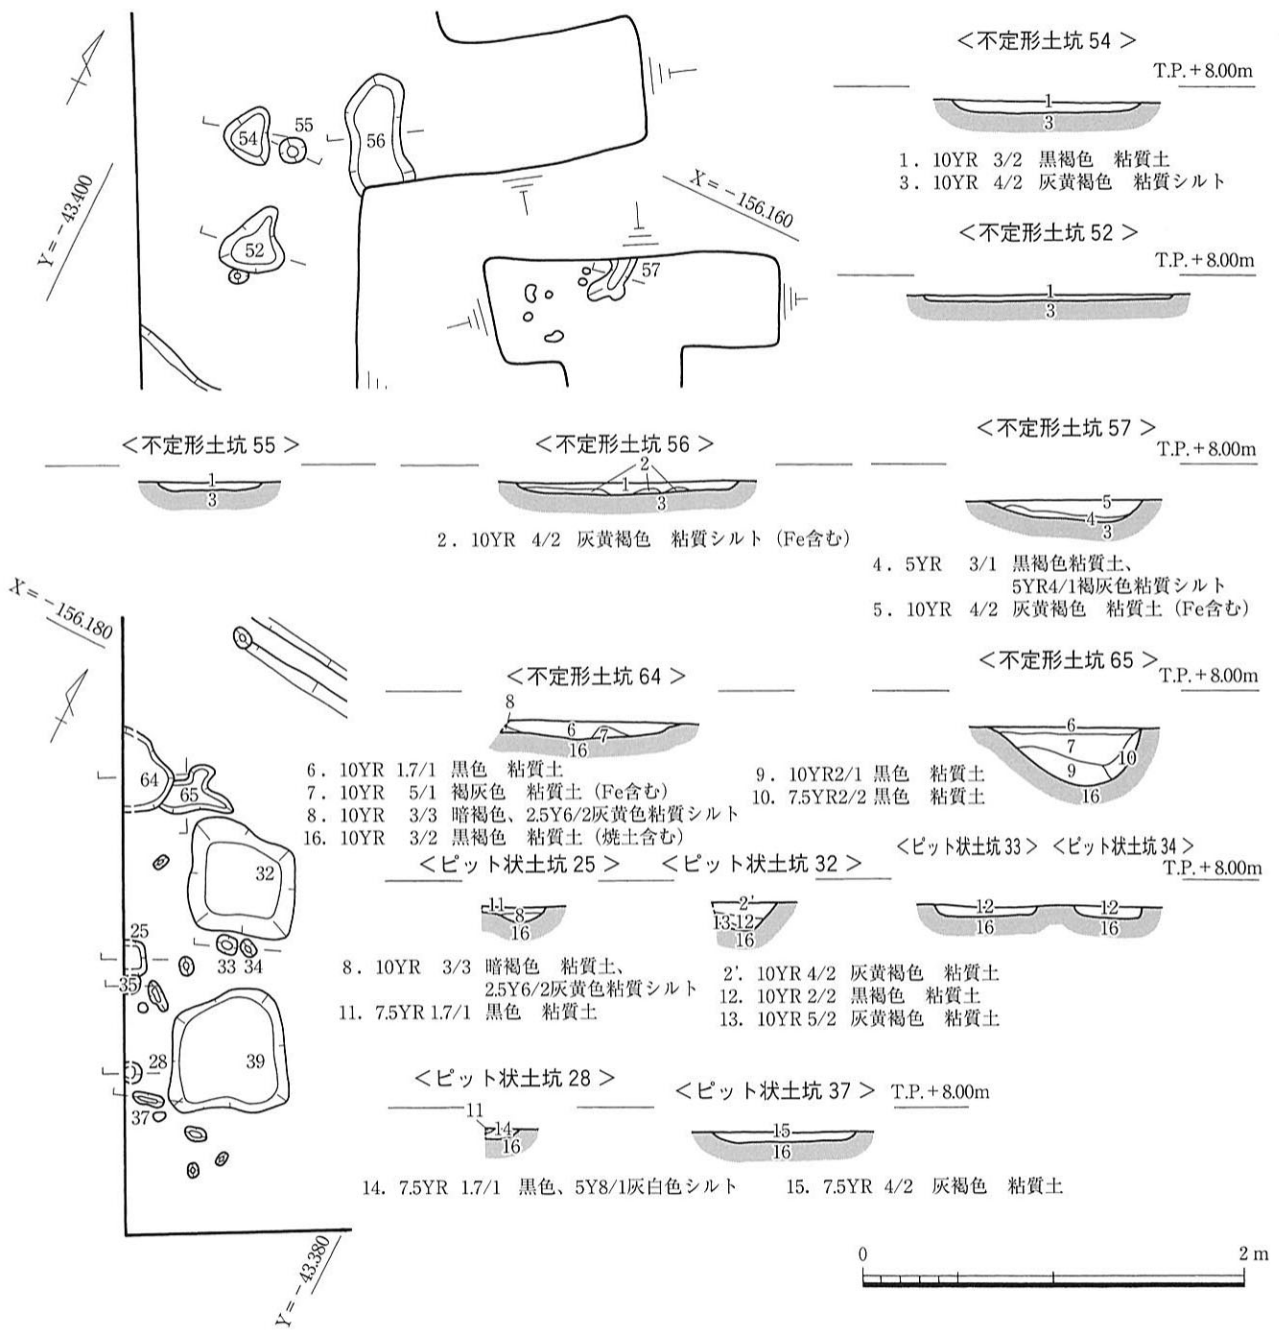 ＜不定形土坑 54＞
T.P.+8.00m
1
3
1. 10YR 3/2 黒褐色 粘質土
3. 10YR 4/2 灰黄褐色 粘質シルト
＜不定形土坑 52＞
T.P.+8.00m
1
3
54
55
56
52
57
Y=-43.400
X=-156.160
＜不定形土坑 55＞
1
3
＜不定形土坑 56＞
2
1
3
2. 10YR 4/2 灰黄褐色 粘質シルト (Fe含む)
＜不定形土坑 57＞
T.P.+8.00m
5
4
3
4. 5YR 3/1 黒褐色粘質土、
5YR4/1褐灰色粘質シルト
5. 10YR 4/2 灰黄褐色 粘質土 (Fe含む)
X=-156.180
64
65
32
25
33
34
35
28
39
37
Y=-43.380
＜不定形土坑 64＞
8
6
7
16
6. 10YR 1.7/1 黒色 粘質土
7. 10YR 5/1 褐灰色 粘質土 (Fe含む)
8. 10YR 3/3 暗褐色、2.5Y6/2灰黄色粘質シルト
16. 10YR 3/2 黒褐色 粘質土 (焼土含む)
＜不定形土坑 65＞
T.P.+8.00m
6
7
10
9
16
9. 10YR2/1 黒色 粘質土
10. 7.5YR2/2 黒色 粘質土
＜ピット状土坑 25＞
11
8
16
8. 10YR 3/3 暗褐色 粘質土、
2.5Y6/2灰黄色粘質シルト
11. 7.5YR 1.7/1 黒色 粘質土
＜ピット状土坑 32＞
2'
13
12
16
＜ピット状土坑 33＞ ＜ピット状土坑 34＞
T.P.+8.00m
12
12
16
16
2'. 10YR 4/2 灰黄褐色 粘質土
12. 10YR 2/2 黒褐色 粘質土
13. 10YR 5/2 灰黄褐色 粘質土
＜ピット状土坑 28＞
11
14
16
＜ピット状土坑 37＞ T.P.+8.00m
15
16
14. 7.5YR 1.7/1 黒色、5Y8/1灰白色シルト
15. 7.5YR 4/2 灰褐色 粘質土
0
2 m